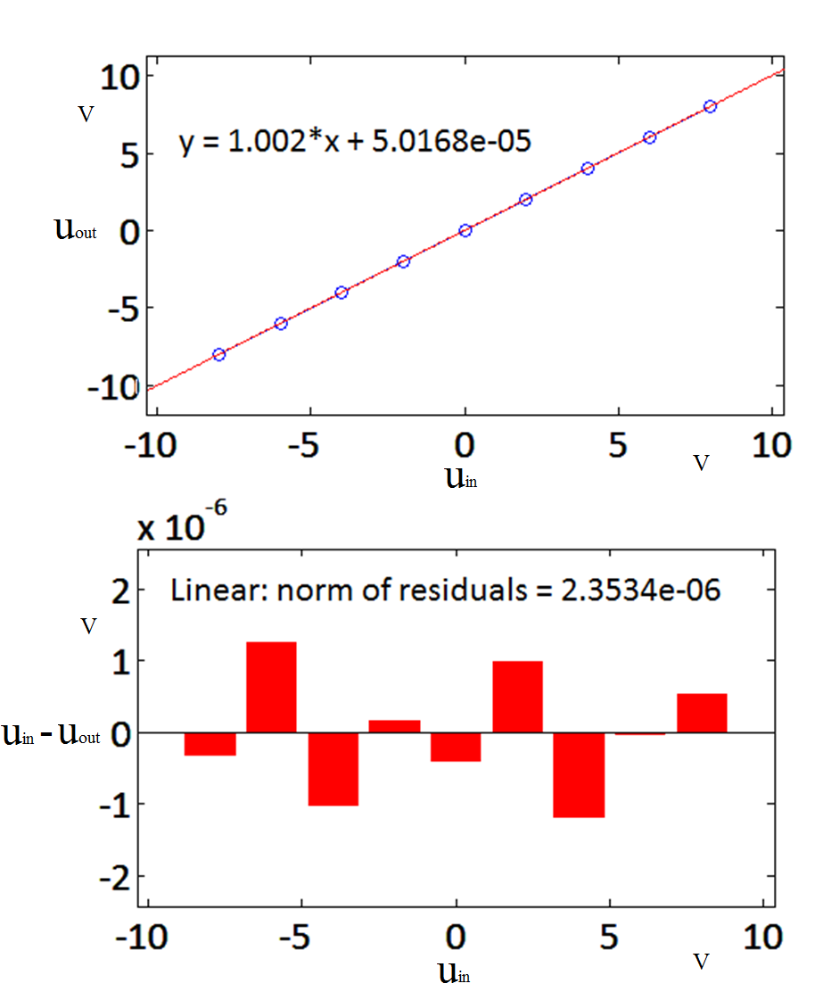 10
V
y = 1.002*x + 5.0168e-05
5
uout
0
-5
-10
-10 -5 0 5 10
V
uin
x 10-6
Linear: norm of residuals = 2.3534e-06
2
V
1
uin - uout 0
-1
-2
-10 -5 0 5 10
V
uin